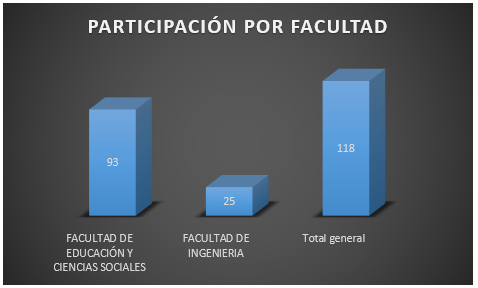 PARTICIPACIÓN POR FACULTAD
93
25
118
FACULTAD DE
EDUCACIÓN Y
CIENCIAS SOCIALES
FACULTAD DE
INGENIERIA
Total general